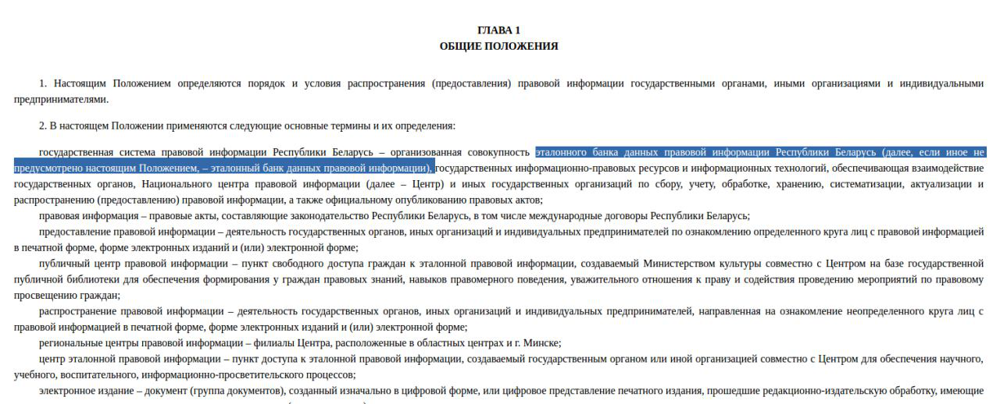 ГЛАВА 1
ОБЩИЕ ПОЛОЖЕНИЯ
1. Настоящим Положением определяются порядок и условия распространения (предоставления) правовой информации государственными органами, иными организациями и индивидуальными
предпринимателями.
2. В настоящем Положении применяются следующие основные термины и их определения:
государственная система правовой информации Республики Беларусь – организованная совокупность эталонного банка данных правовой информации Республики Беларусь (далее, если иное не
предусмотрено настоящим Положением, – эталонный банк данных правовой информации), государственных информационно-правовых ресурсов и информационных технологий, обеспечивающая взаимодействие
государственных органов, Национального центра правовой информации (далее – Центр) и иных государственных организаций по сбору, учету, обработке, хранению, систематизации, актуализации и
распространению (предоставлению) правовой информации, а также официальному опубликованию правовых актов;
правовая информация – правовые акты, составляющие законодательство Республики Беларусь, в том числе международные договоры Республики Беларусь;
предоставление правовой информации – деятельность государственных органов, иных организаций и индивидуальных предпринимателей по ознакомлению определенного круга лиц с правовой информацией
в печатной форме, форме электронных изданий и (или) электронной форме;
публичный центр правовой информации – пункт свободного доступа граждан к эталонной правовой информации, создаваемый Министерством культуры совместно с Центром на базе государственной
публичной библиотеки для обеспечения формирования у граждан правовых знаний, навыков правомерного поведения, уважительного отношения к праву и содействия проведению мероприятий по правовому
просвещению граждан;
распространение правовой информации – деятельность государственных органов, иных организаций и индивидуальных предпринимателей, направленная на ознакомление неопределенного круга лиц с
правовой информацией в печатной форме, форме электронных изданий и (или) электронной форме;
региональные центры правовой информации – филиалы Центра, расположенные в областных центрах и г. Минске;
центр эталонной правовой информации – пункт доступа к эталонной правовой информации, создаваемый государственным органом или иной организацией совместно с Центром для обеспечения научного,
учебного, воспитательного, информационно-просветительского процессов;
электронное издание – документ (группа документов), созданный изначально в цифровой форме, или цифровое представление печатного издания, прошедшие редакционно-издательскую обработку, имеющие